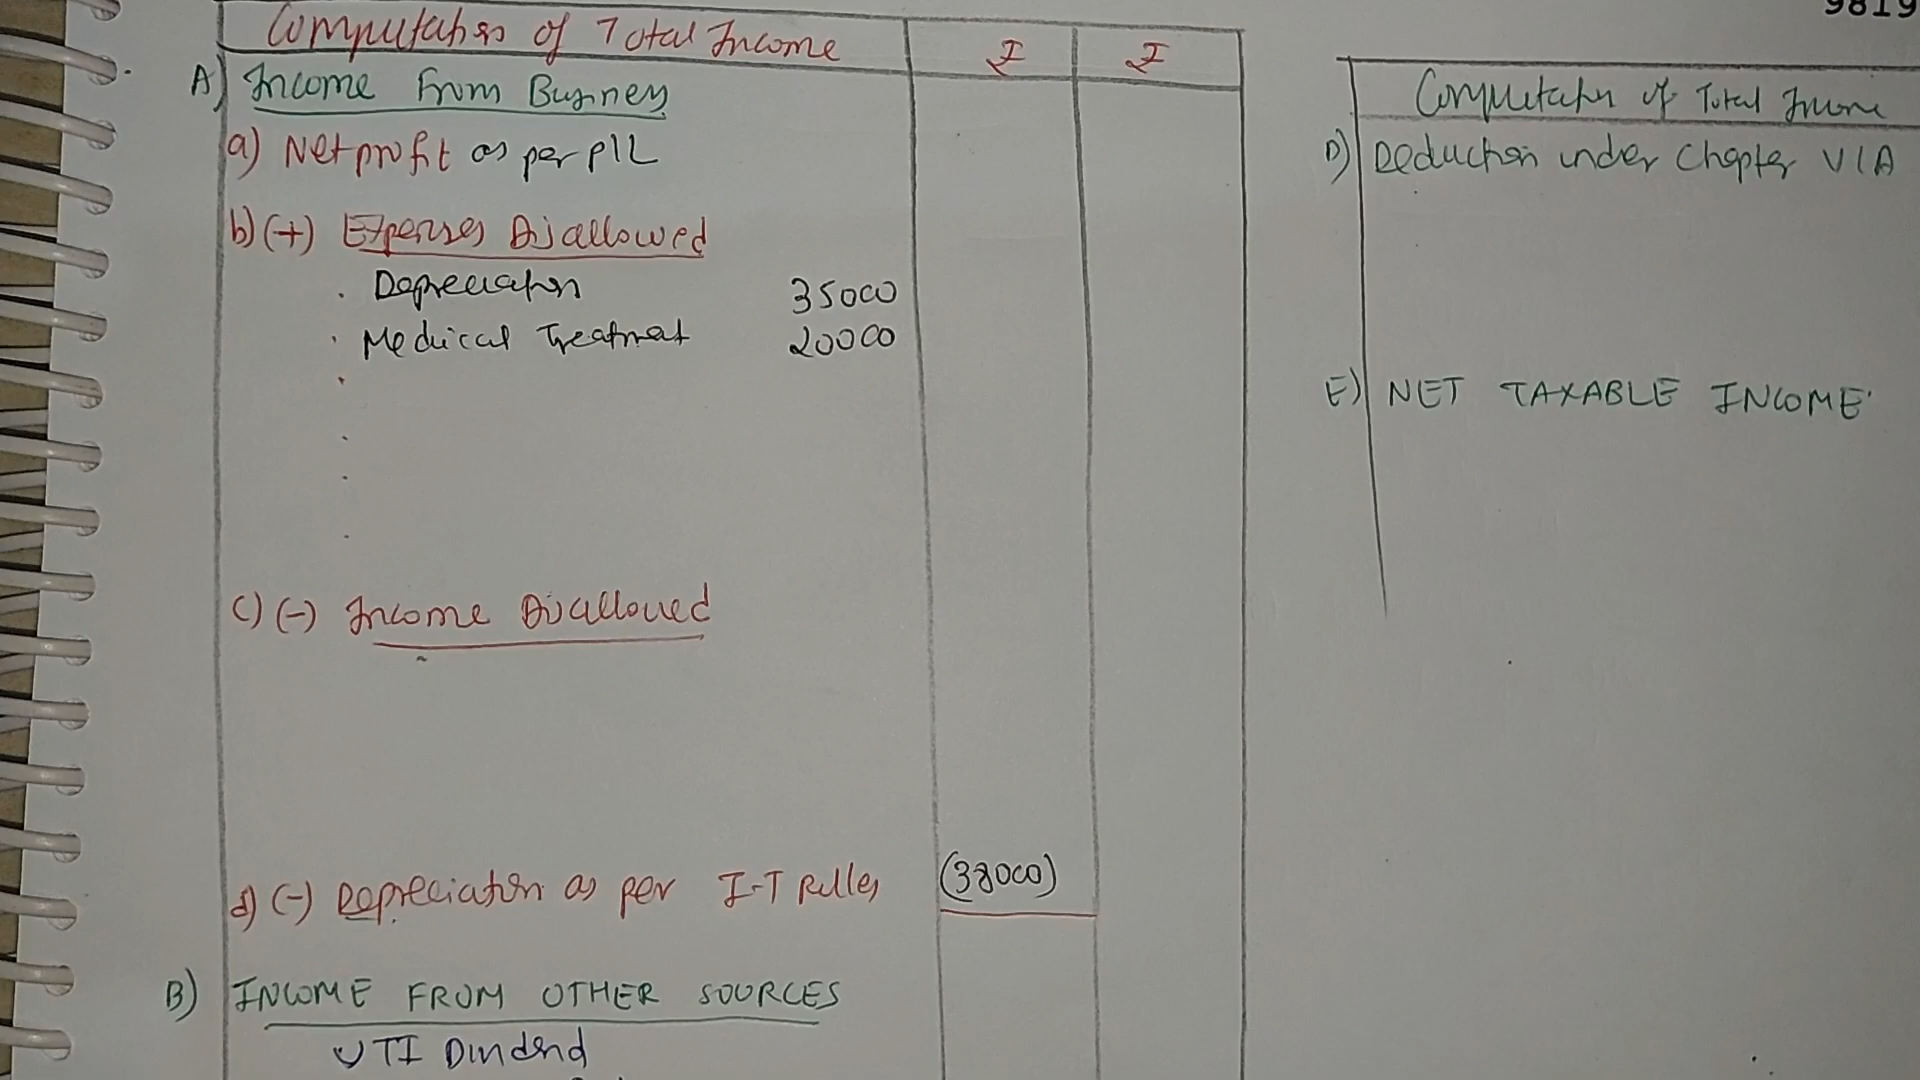 9819
Computation of Total Income ₹ ₹
A) Income From Business
a) Net profit as per P/L
b) (+) Expenses Disallowed
. Depreciation 35000
. Medical Treatmet 20000
c) (-) Income Disallowed
d) (-) Depreciation as per I-T Rules (38000)
B) INCOME FROM OTHER SOURCES
UTI Dividend
Computation of Total Income
D) Deduction under Chapter VIA
E) NET TAXABLE INCOME